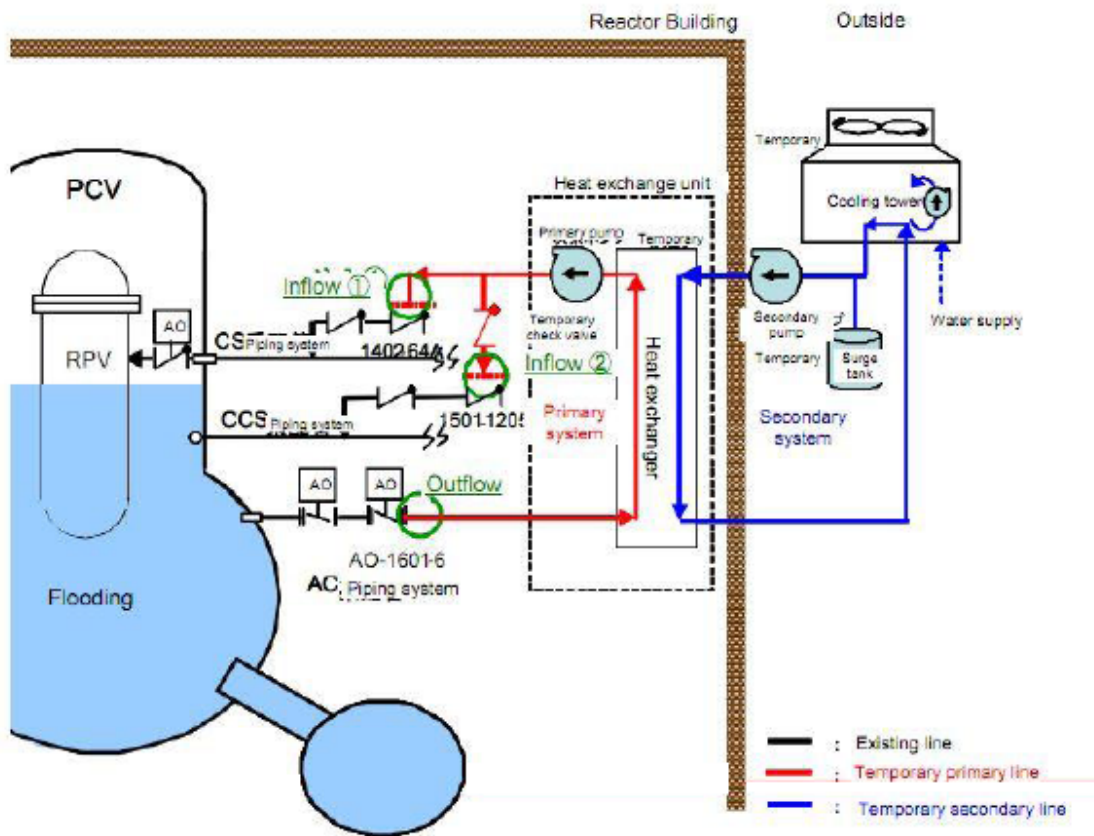 Reactor Building
Outside
Temporary
Cooling tower
Water supply
PCV
RPV
AO
Flooding
Heat exchange unit
Primary pump
Temporary
Inflow ①
Temporary
check valve
CS Piping system
1402-64A
Inflow ②
CCS Piping system
1501-1205
Primary
system
Heat exchanger
Secondary
pump
Temporary
Surge
tank
Secondary
system
AO
AO
Outflow
AO-1601-6
AC Piping system
: Existing line
: Temporary primary line
: Temporary secondary line